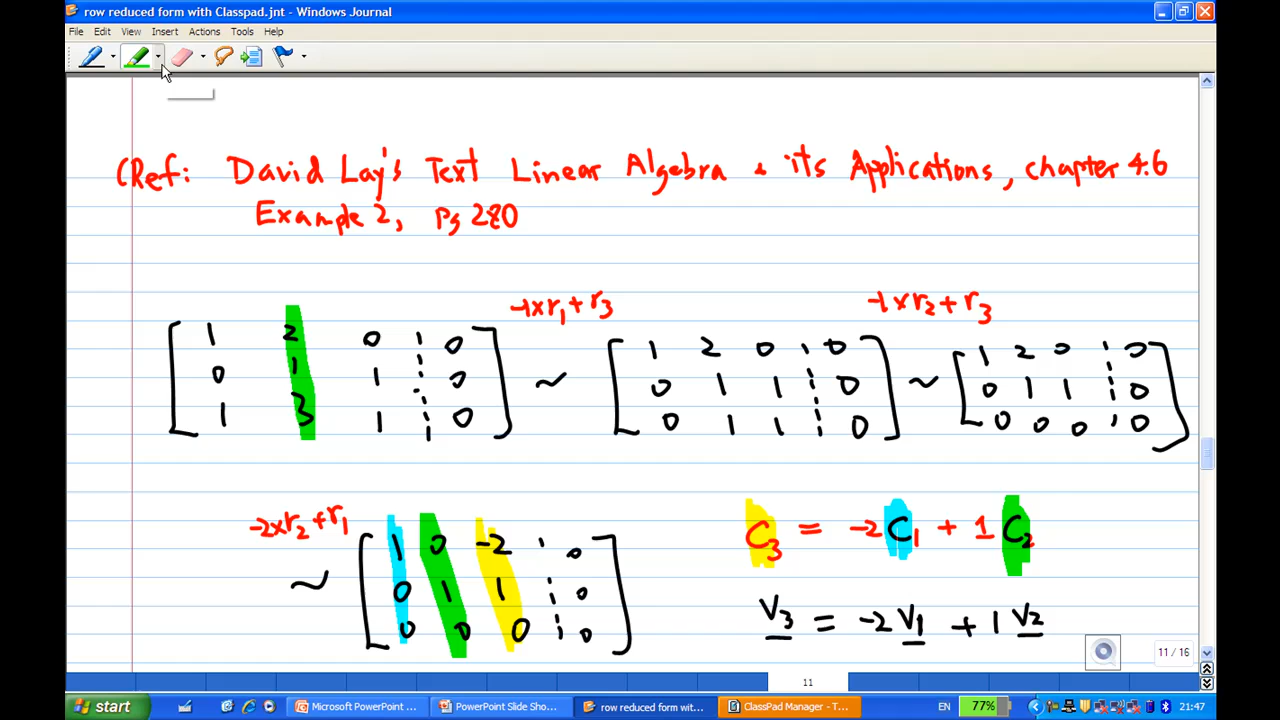 row reduced form with Classpad.jnt - Windows Journal
File Edit View Insert Actions Tools Help
(Ref: David Lay's Text Linear Algebra & its Applications, chapter 4.6
Example 2, Pg 280
-1xr1 + r3 -1xr2 + r3
1 2 0 0 1 2 0 0 1 2 0 0
0 1 1 0 ~ 0 1 1 0 ~ 0 1 1 0
1 3 1 0 0 1 1 0 0 0 0 0
-2xr2 + r1
1 0 -2 0 C3 = -2C1 + 1C2
~ 0 1 1 0
0 0 0 0 V3 = -2V1 + 1V2
11 / 16
11
start Microsoft PowerPoint ... PowerPoint Slide Sho... row reduced form wit... ClassPad Manager - T... EN 77% 21:47